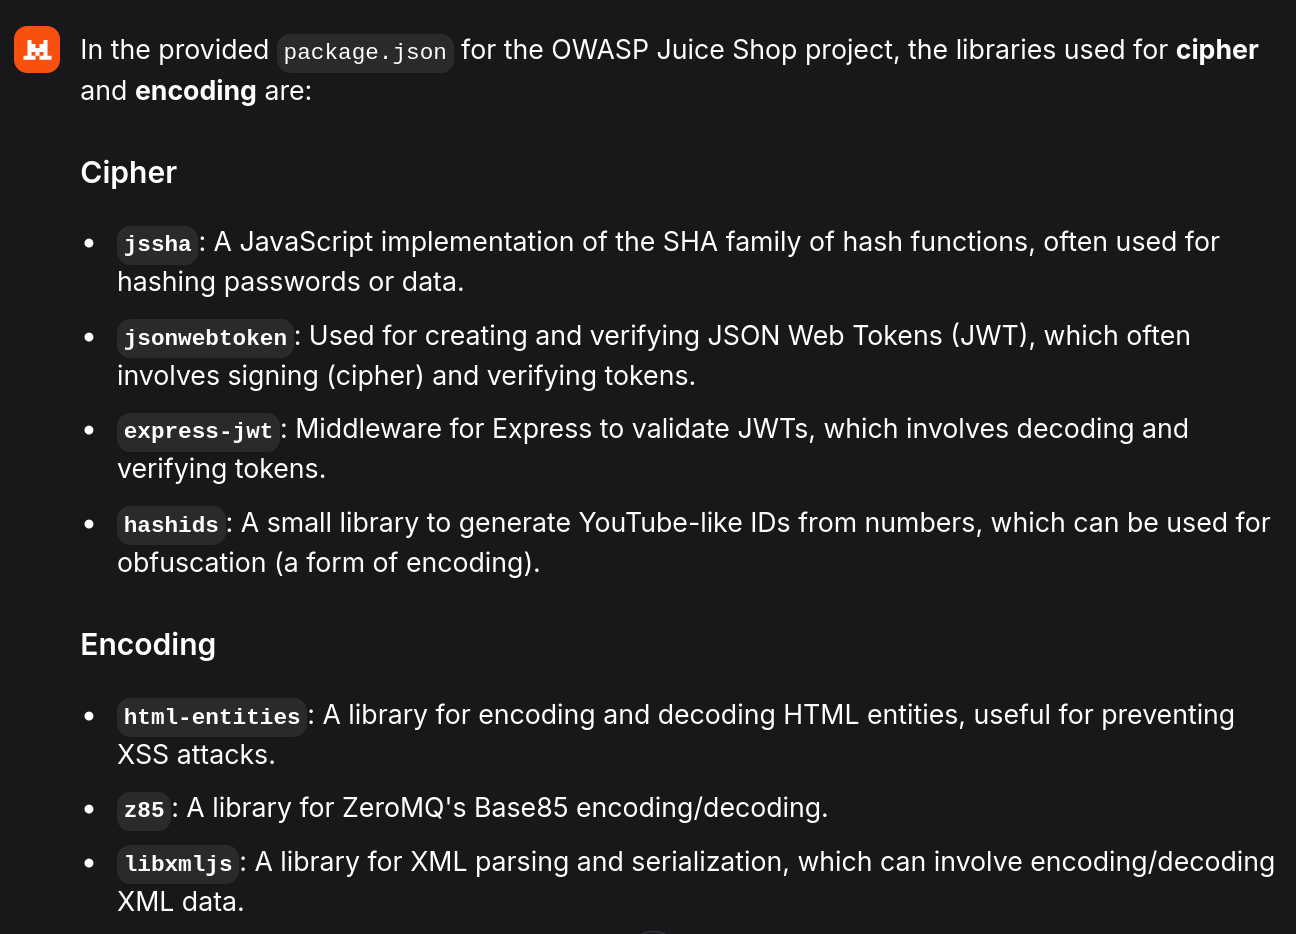 In the provided package.json for the OWASP Juice Shop project, the libraries used for cipher
and encoding are:
Cipher
• jssha: A JavaScript implementation of the SHA family of hash functions, often used for
hashing passwords or data.
• jsonwebtoken: Used for creating and verifying JSON Web Tokens (JWT), which often
involves signing (cipher) and verifying tokens.
• express-jwt: Middleware for Express to validate JWTs, which involves decoding and
verifying tokens.
• hashids: A small library to generate YouTube-like IDs from numbers, which can be used for
obfuscation (a form of encoding).
Encoding
• html-entities: A library for encoding and decoding HTML entities, useful for preventing
XSS attacks.
• z85: A library for ZeroMQ's Base85 encoding/decoding.
• libxmljs: A library for XML parsing and serialization, which can involve encoding/decoding
XML data.